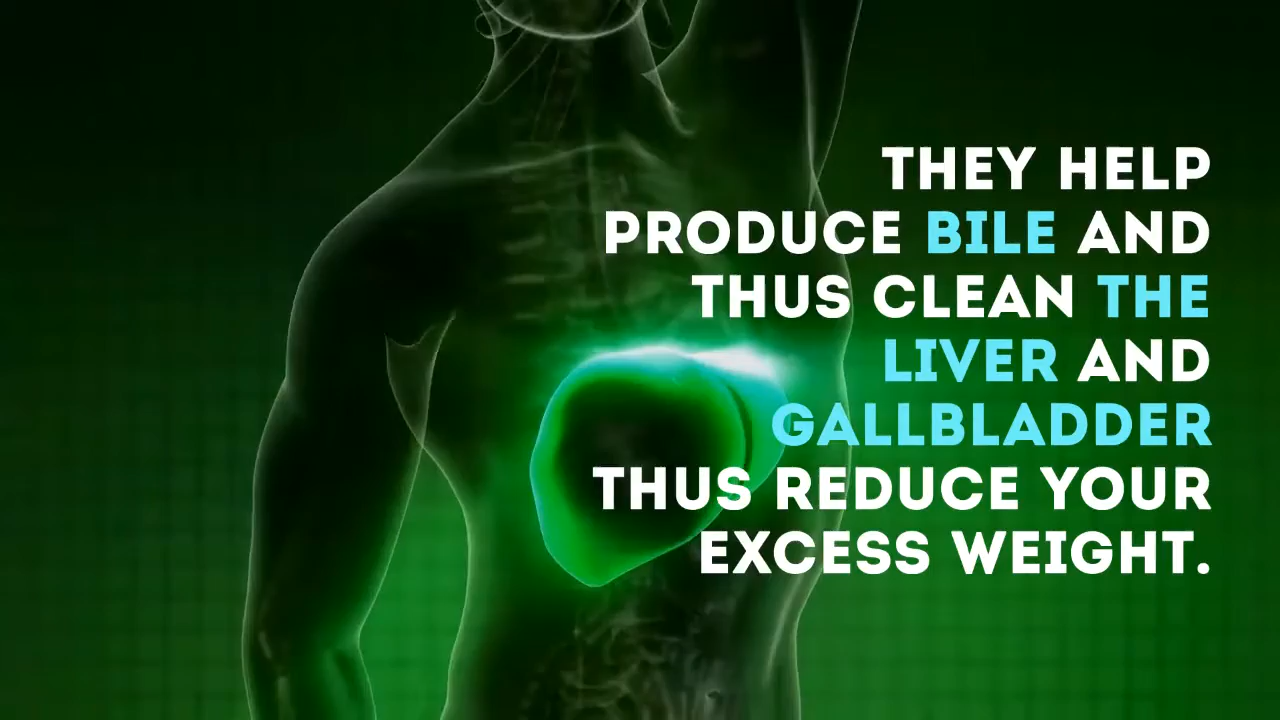 THEY HELP
PRODUCE BILE AND
THUS CLEAN THE
LIVER AND
GALLBLADDER
THUS REDUCE YOUR
EXCESS WEIGHT.